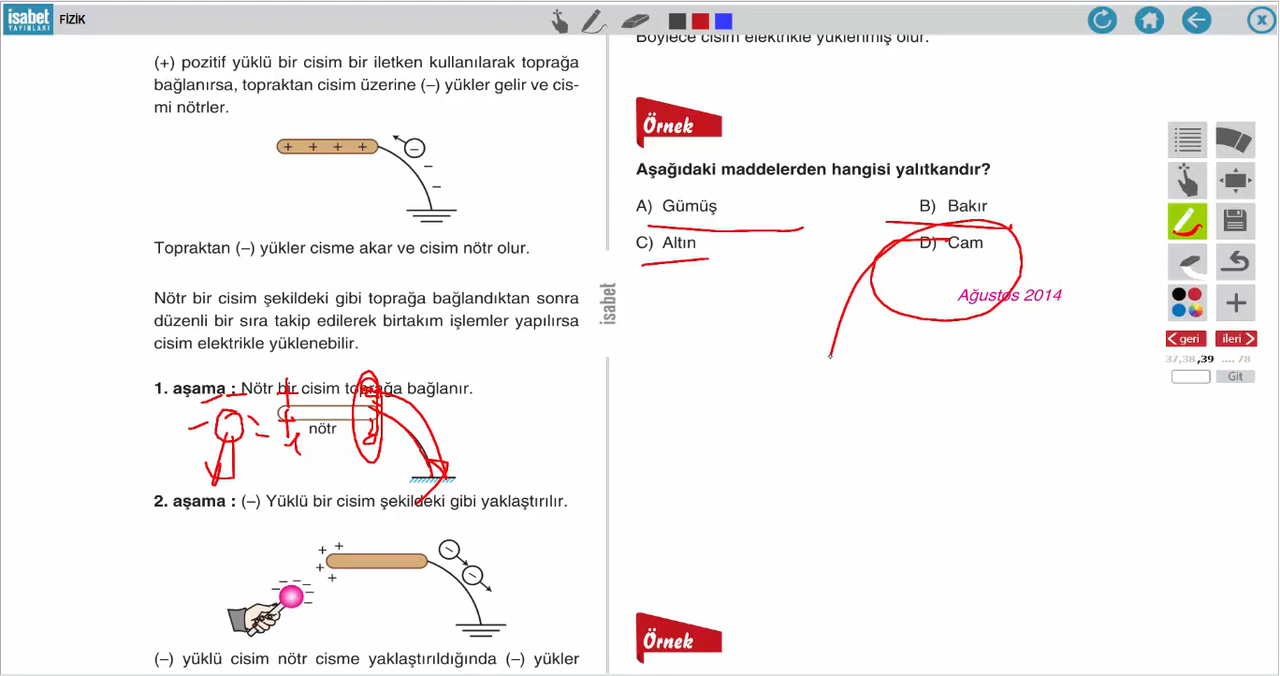 isabet
YAYINLARI
FİZİK
(+) pozitif yüklü bir cisim bir iletken kullanılarak toprağa
bağlanırsa, topraktan cisim üzerine (–) yükler gelir ve cis-
mi nötrler.
+ + + +
–
–
–
Topraktan (–) yükler cisme akar ve cisim nötr olur.
Nötr bir cisim şekildeki gibi toprağa bağlandıktan sonra
düzenli bir sıra takip edilerek birtakım işlemler yapılırsa
cisim elektrikle yüklenebilir.
1. aşama : Nötr bir cisim toprağa bağlanır.
nötr
2. aşama : (–) Yüklü bir cisim şekildeki gibi yaklaştırılır.
+ +
+
+
– – –
– –
–
–
–
(–) yüklü cisim nötr cisme yaklaştırıldığında (–) yükler
isabet
Böylece cisim elektrikle yüklenmiş olur.
Örnek
Aşağıdaki maddelerden hangisi yalıtkandır?
A) Gümüş
B) Bakır
C) Altın
D) Cam
Ağustos 2014
Örnek
geri
ileri
37,38,39 .... 78
Git